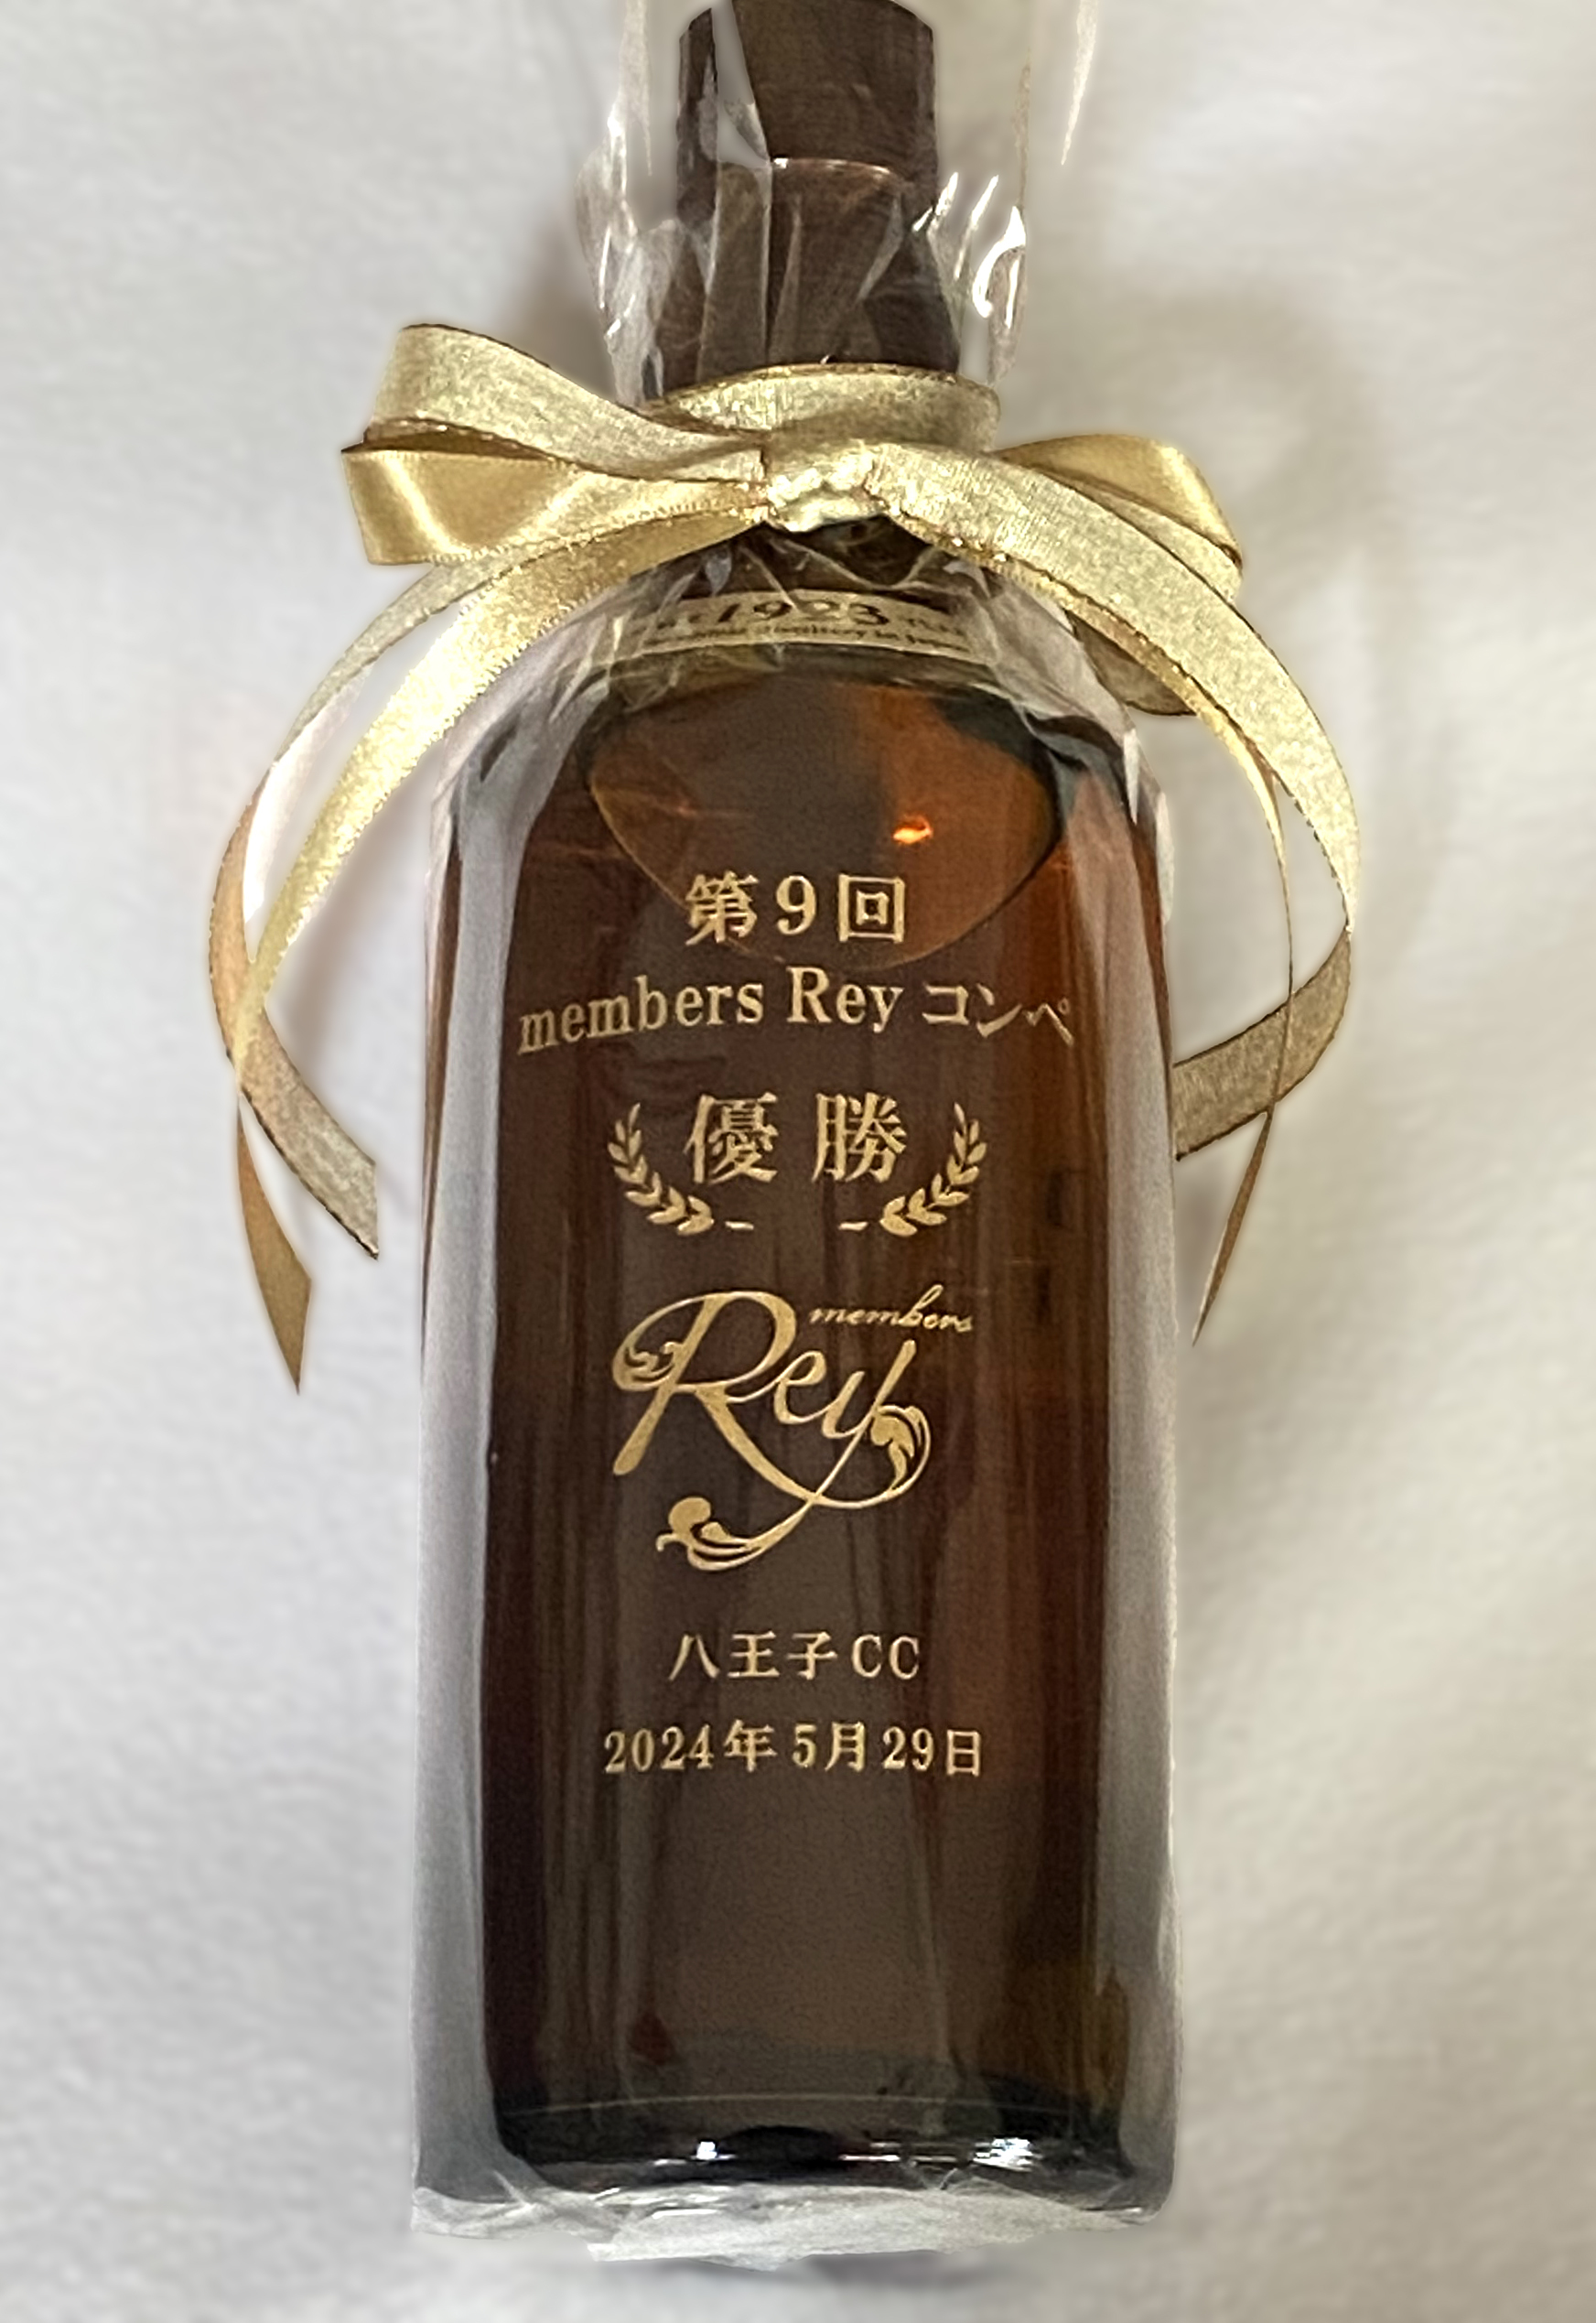 1923
第9回
members Rey コンペ
優勝
members
Rey
八王子CC
2024年5月29日